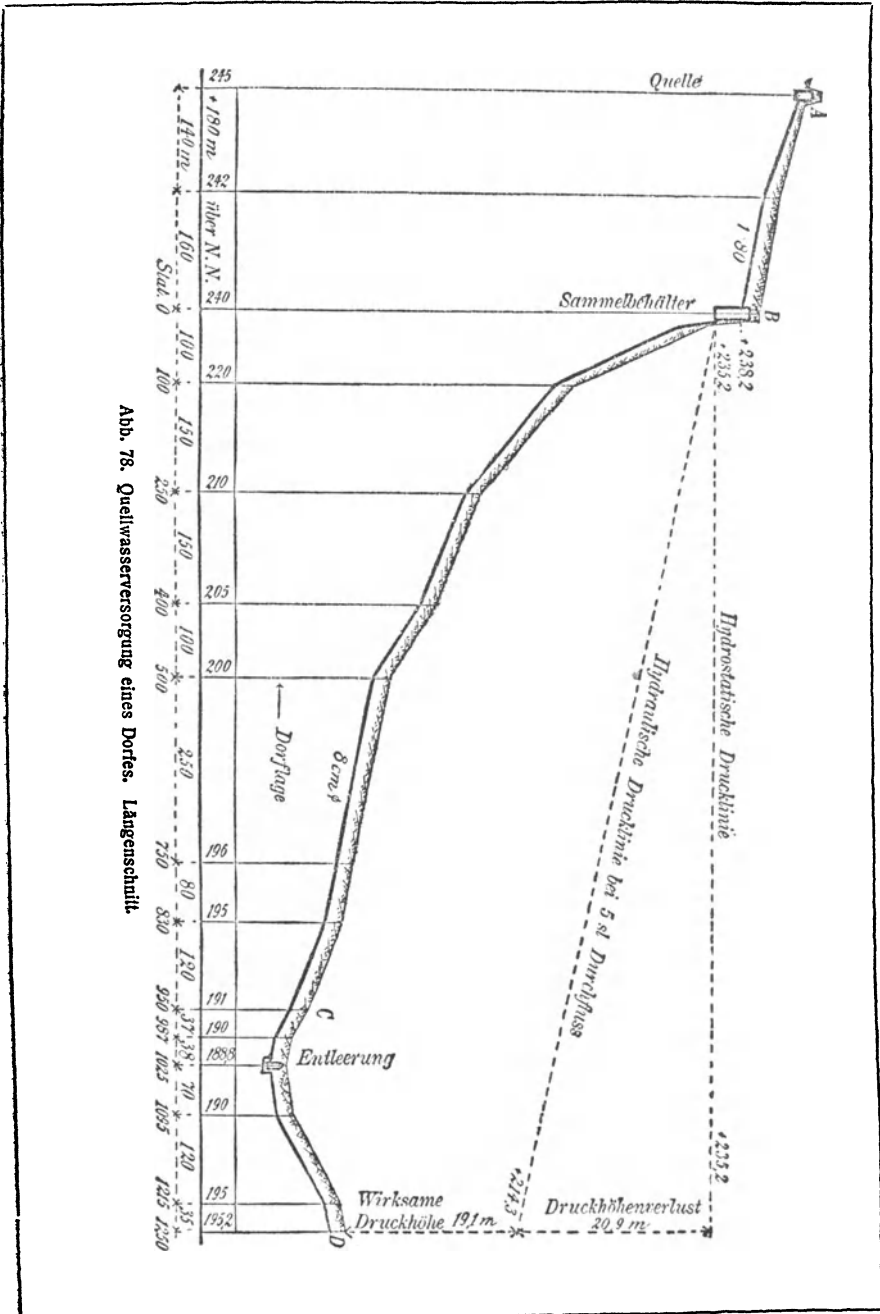 Quelle
A
245
+180 m
über N.N.
140 m
242
160
1:80
Sammelbehälter
B
240
Stat. 0
+238,2
+235,2
100
220
100
150
210
250
150
205
400
100
200
500
Hydrostatische Drucklinie
Hydraulische Drucklinie bei 5 sl Durchfluss
← Dorflage
8 cm ϕ
250
196
750
80
195
830
120
191
950
C
37
190
987
38
188,8
1025
Entleerung
70
190
1095
120
195
1215
35
195,2
1250
D
Wirksame
Druckhöhe 19,1 m
+214,3
+235,2
Druckhöhenverlust
20,9 m
Abb. 78. Quellwasserversorgung eines Dorfes. Längenschnitt.